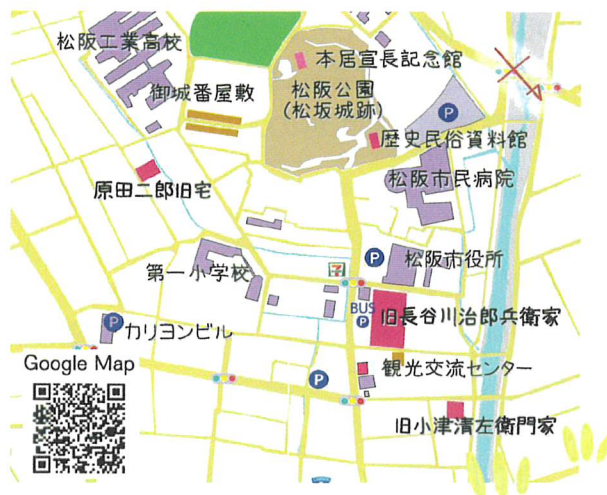 松阪工業高校
本居宣長記念館
御城番屋敷
松阪公園
(松坂城跡)
P
歴史民俗資料館
原田二郎旧宅
松阪市民病院
第一小学校
P
松阪市役所
7
BUS
P
旧長谷川治郎兵衛家
P
カリヨンビル
Google Map
観光交流センター
P
旧小津清左衛門家